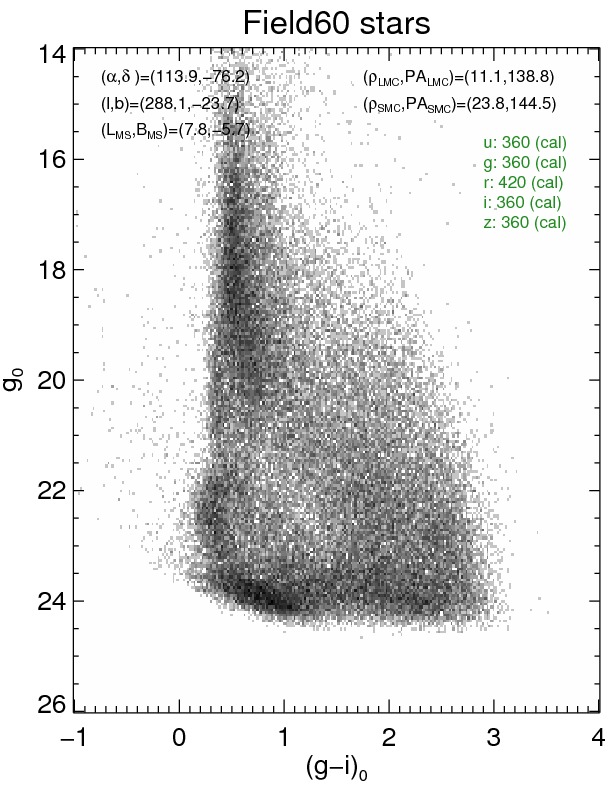 Field60 stars
(α,δ )=(113.9,−76.2)
(ρLMC,PALMC)=(11.1,138.8)
(l,b)=(288.1,−23.7)
(ρSMC,PASMC)=(23.8,144.5)
(LMS,BMS)=(7.8,−5.7)
u: 360 (cal)
g: 360 (cal)
r: 420 (cal)
i: 360 (cal)
z: 360 (cal)
14
16
18
20
22
24
26
g0
−1 0 1 2 3 4
(g−i)0